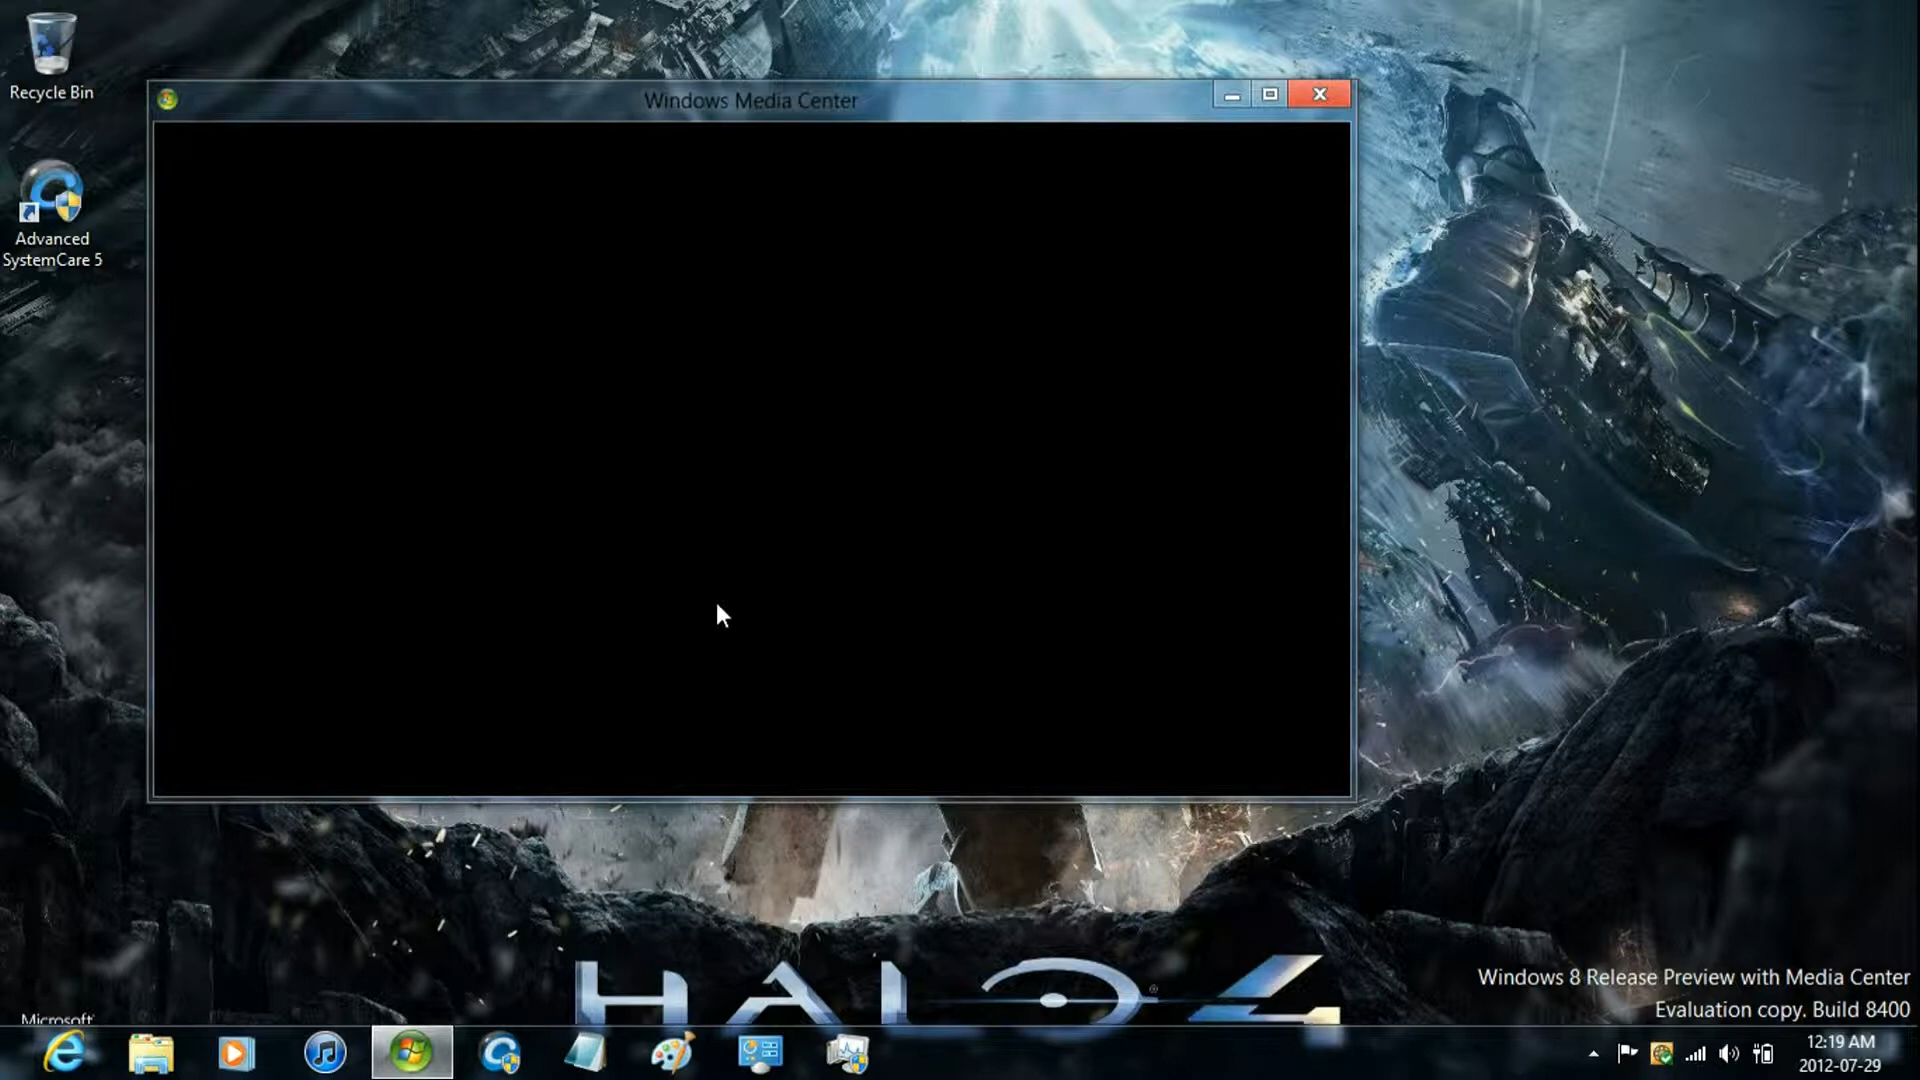 Recycle Bin
Windows Media Center
Advanced
SystemCare 5
HALO 4
Windows 8 Release Preview with Media Center
Evaluation copy. Build 8400
Microsoft
12:19 AM
2012-07-29